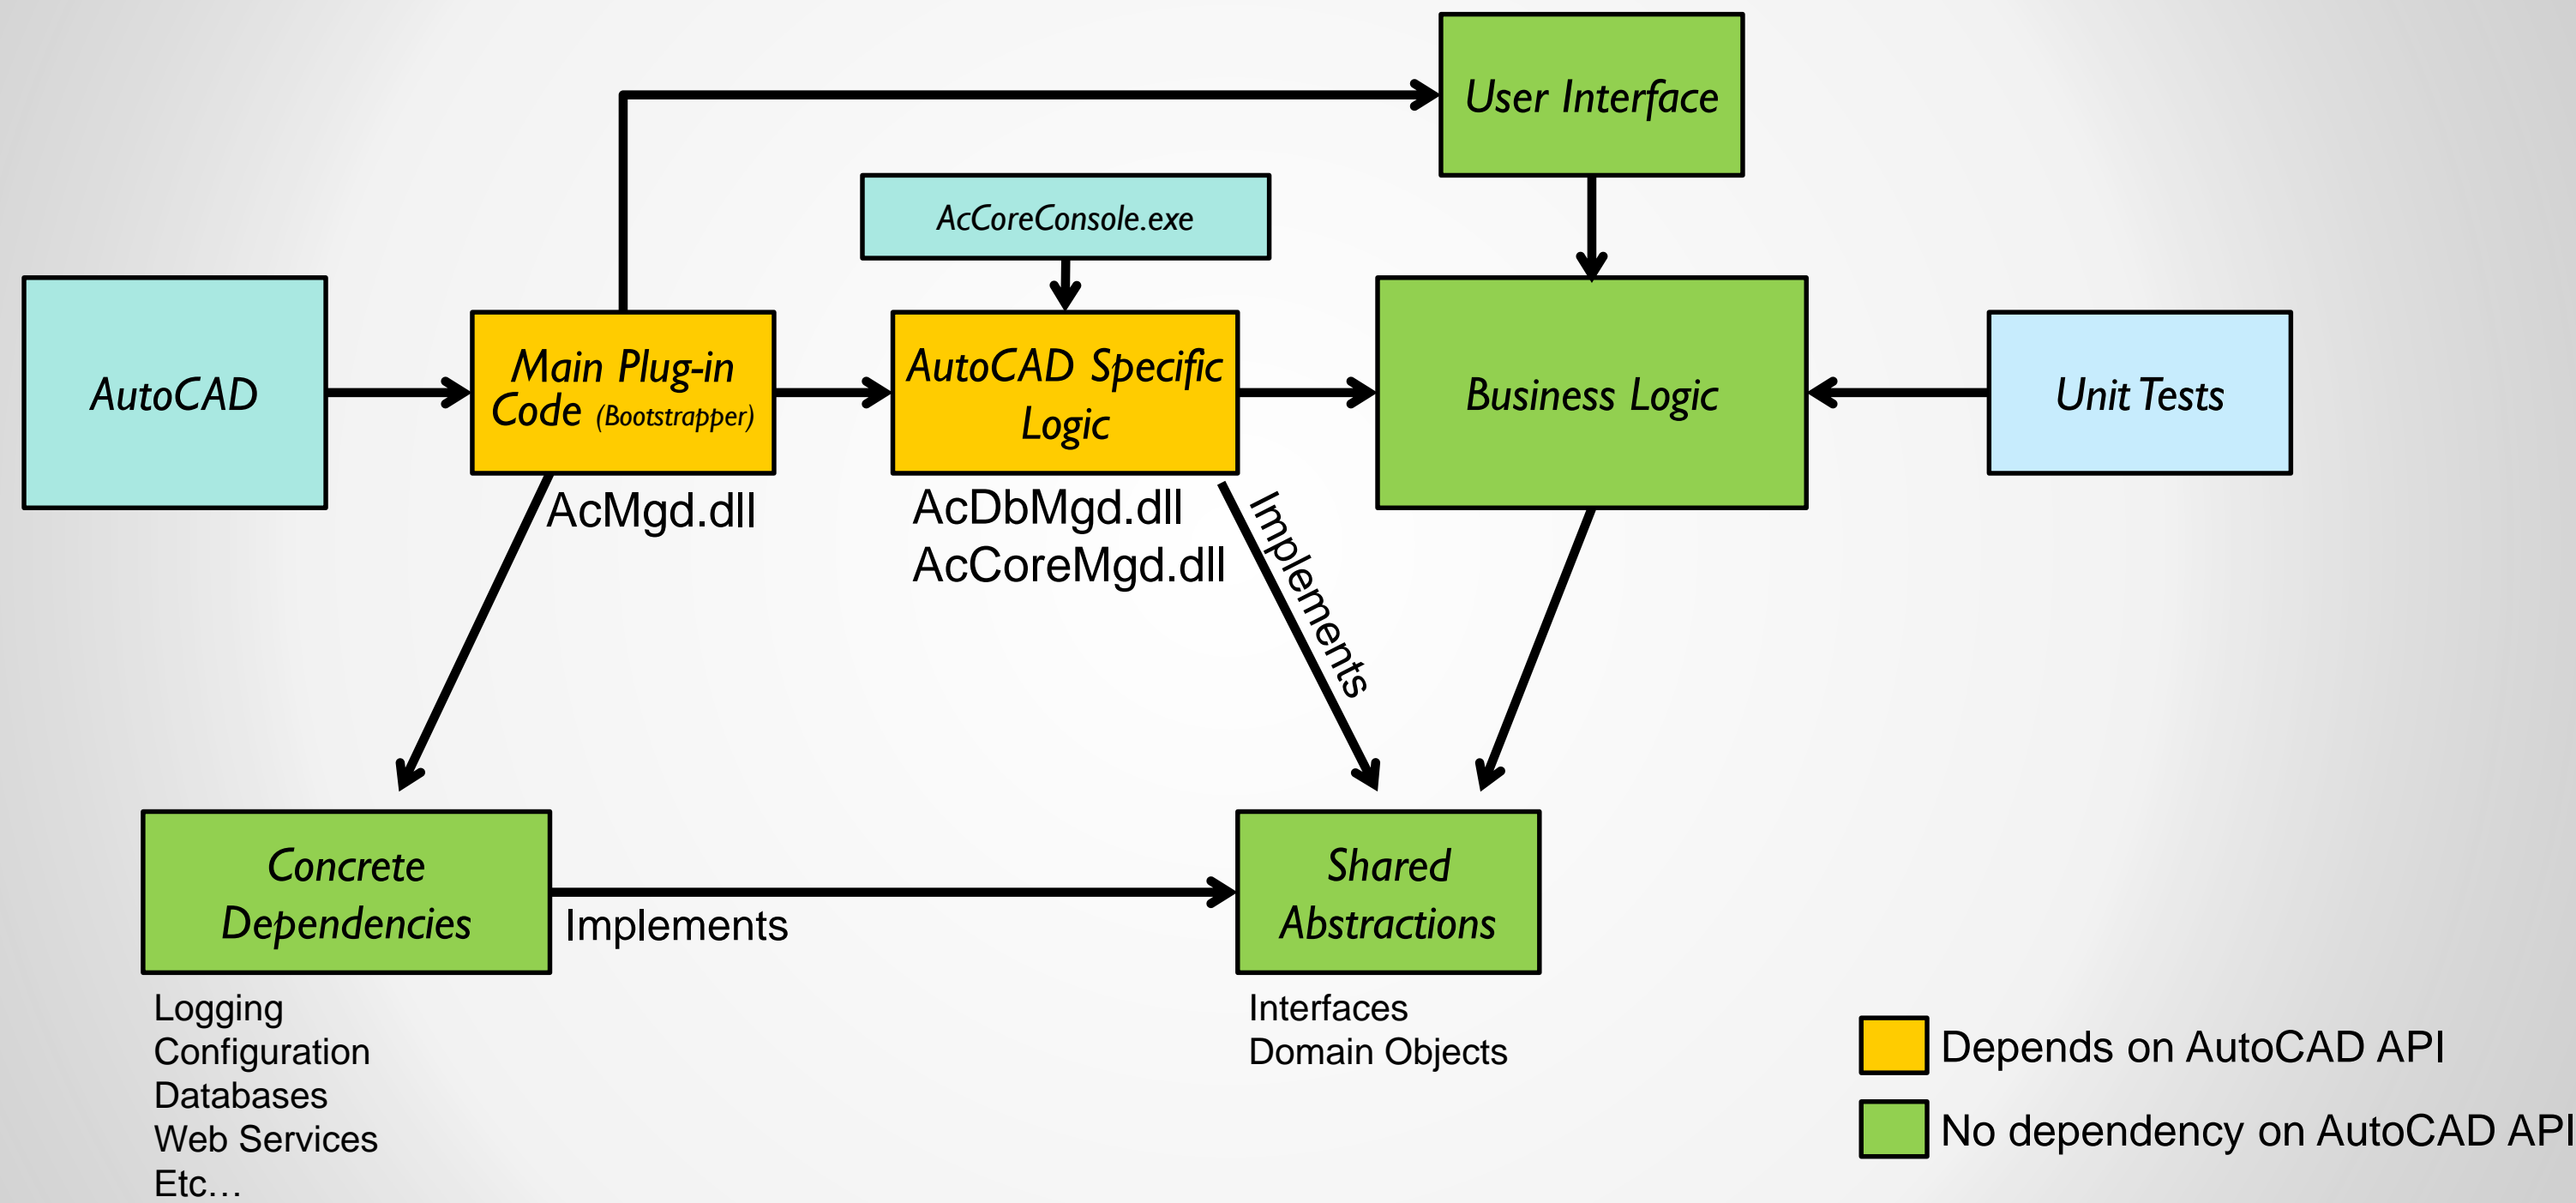 User Interface
AcCoreConsole.exe
AutoCAD
Main Plug-in
Code (Bootstrapper)
AutoCAD Specific
Logic
Business Logic
Unit Tests
AcMgd.dll
AcDbMgd.dll
AcCoreMgd.dll
Implements
Concrete
Dependencies
Implements
Shared
Abstractions
Logging
Configuration
Databases
Web Services
Etc…
Interfaces
Domain Objects
Depends on AutoCAD API
No dependency on AutoCAD API